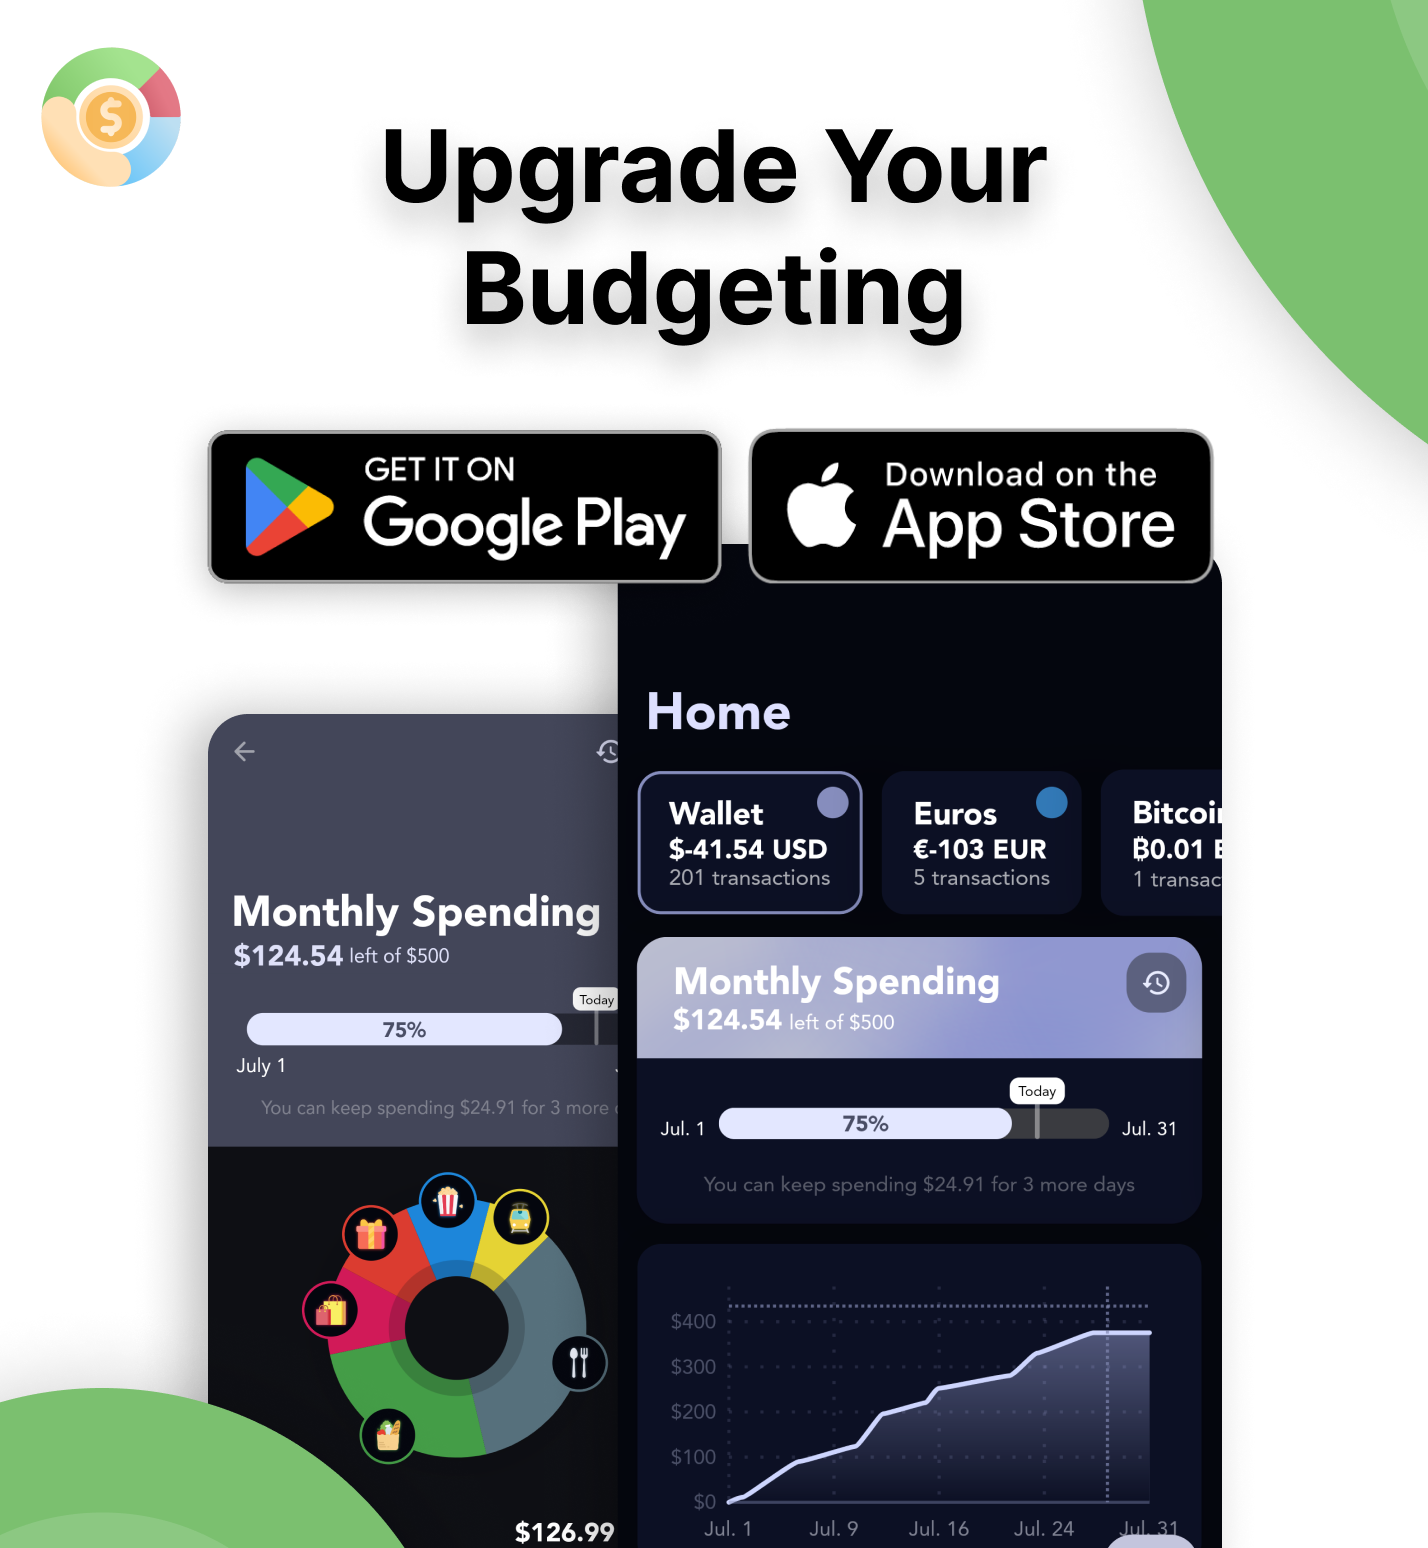 $
Upgrade Your
Budgeting
GET IT ON
Google Play
Download on the
App Store
Monthly Spending
$124.54 left of $500
Today
75%
July 1
You can keep spending $24.91 for 3 more
$126.99
Home
Wallet
$-41.54 USD
201 transactions
Euros
€-103 EUR
5 transactions
Bitcoin
₿0.01
1 transac
Monthly Spending
$124.54 left of $500
Today
Jul. 1
75%
Jul. 31
You can keep spending $24.91 for 3 more days
$400
$300
$200
$100
$0
Jul. 1
Jul. 9
Jul. 16
Jul. 24
Jul. 31